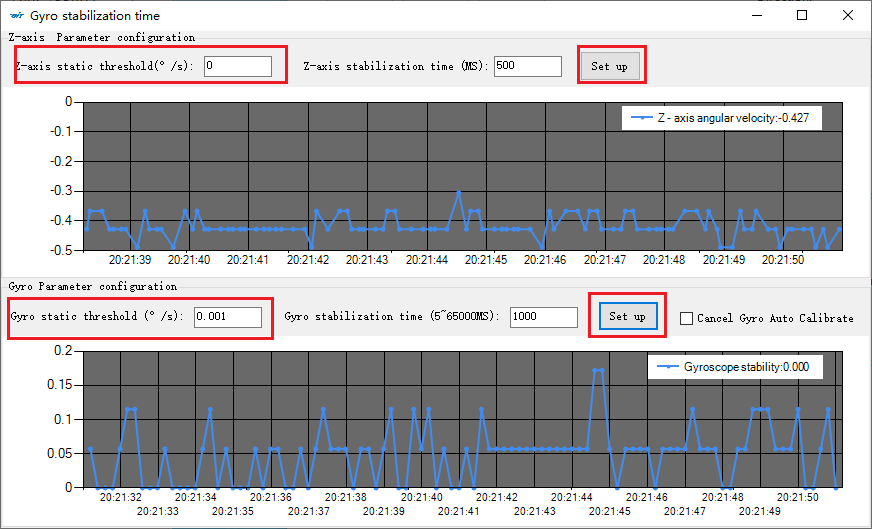 Gyro stabilization time
Z-axis Parameter configuration
Z-axis static threshold(° /s): 0 Z-axis stabilization time (MS): 500 Set up
Z - axis angular velocity:-0.427
0
-0.1
-0.2
-0.3
-0.4
-0.5
20:21:39 20:21:40 20:21:41 20:21:42 20:21:43 20:21:44 20:21:45 20:21:46 20:21:47 20:21:48 20:21:49 20:21:50
Gyro Parameter configuration
Gyro static threshold (° /s): 0.001 Gyro stabilization time (5~65000MS): 1000 Set up Cancel Gyro Auto Calibrate
Gyroscope stability:0.000
0.2
0.15
0.1
0.05
0
20:21:32 20:21:34 20:21:36 20:21:38 20:21:40 20:21:42 20:21:44 20:21:46 20:21:48 20:21:50
20:21:33 20:21:35 20:21:37 20:21:39 20:21:41 20:21:43 20:21:45 20:21:47 20:21:49